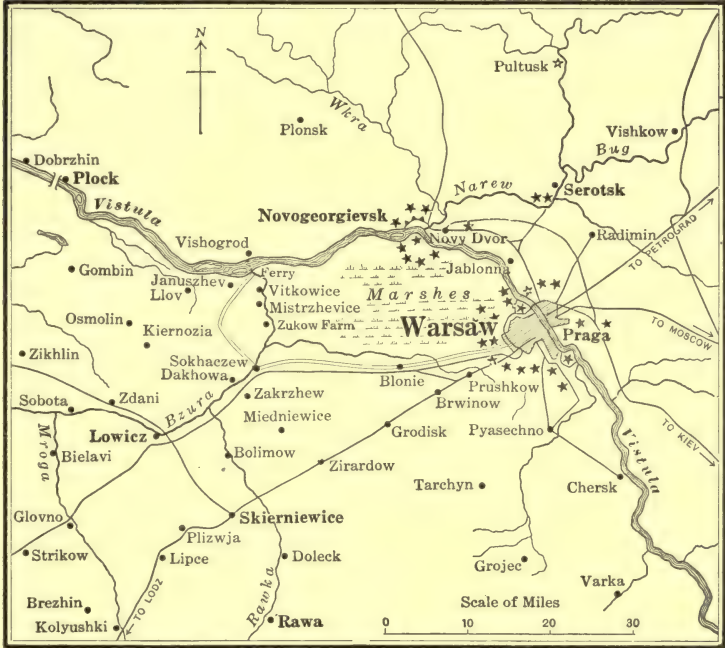 N
Pultusk
Wkra
Plonsk
Vishkow
Bug
Dobrzhin
Plock
Vistula
Narew
Serotsk
Novogeorgievsk
Novy Dvor
Radimin
TO PETROGRAD
Vishogrod
Ferry
Jablonna
Gombin
Januszhev
Llov
Vitkowice
Mistrzhevice
Marshes
Osmolin
Kiernozia
Zukow Farm
Warsaw
Praga
TO MOSCOW
Zikhlin
Sokhaczew
Dakhowa
Blonie
Prushkow
Sobota
Zdani
Bzura
Zakrzhew
Brwinow
Miedniewice
Lowicz
Grodisk
Pyasechno
TO KIEV
Mroga
Bielavi
Bolimow
Zirardow
Vistula
Tarchyn
Chersk
Glovno
Skierniewice
Plizwja
Strikow
Lipce
Doleck
Grojec
Varka
Brezhin
TO LODZ
Rawka
Scale of Miles
Kolyushki
Rawa
0 10 20 30